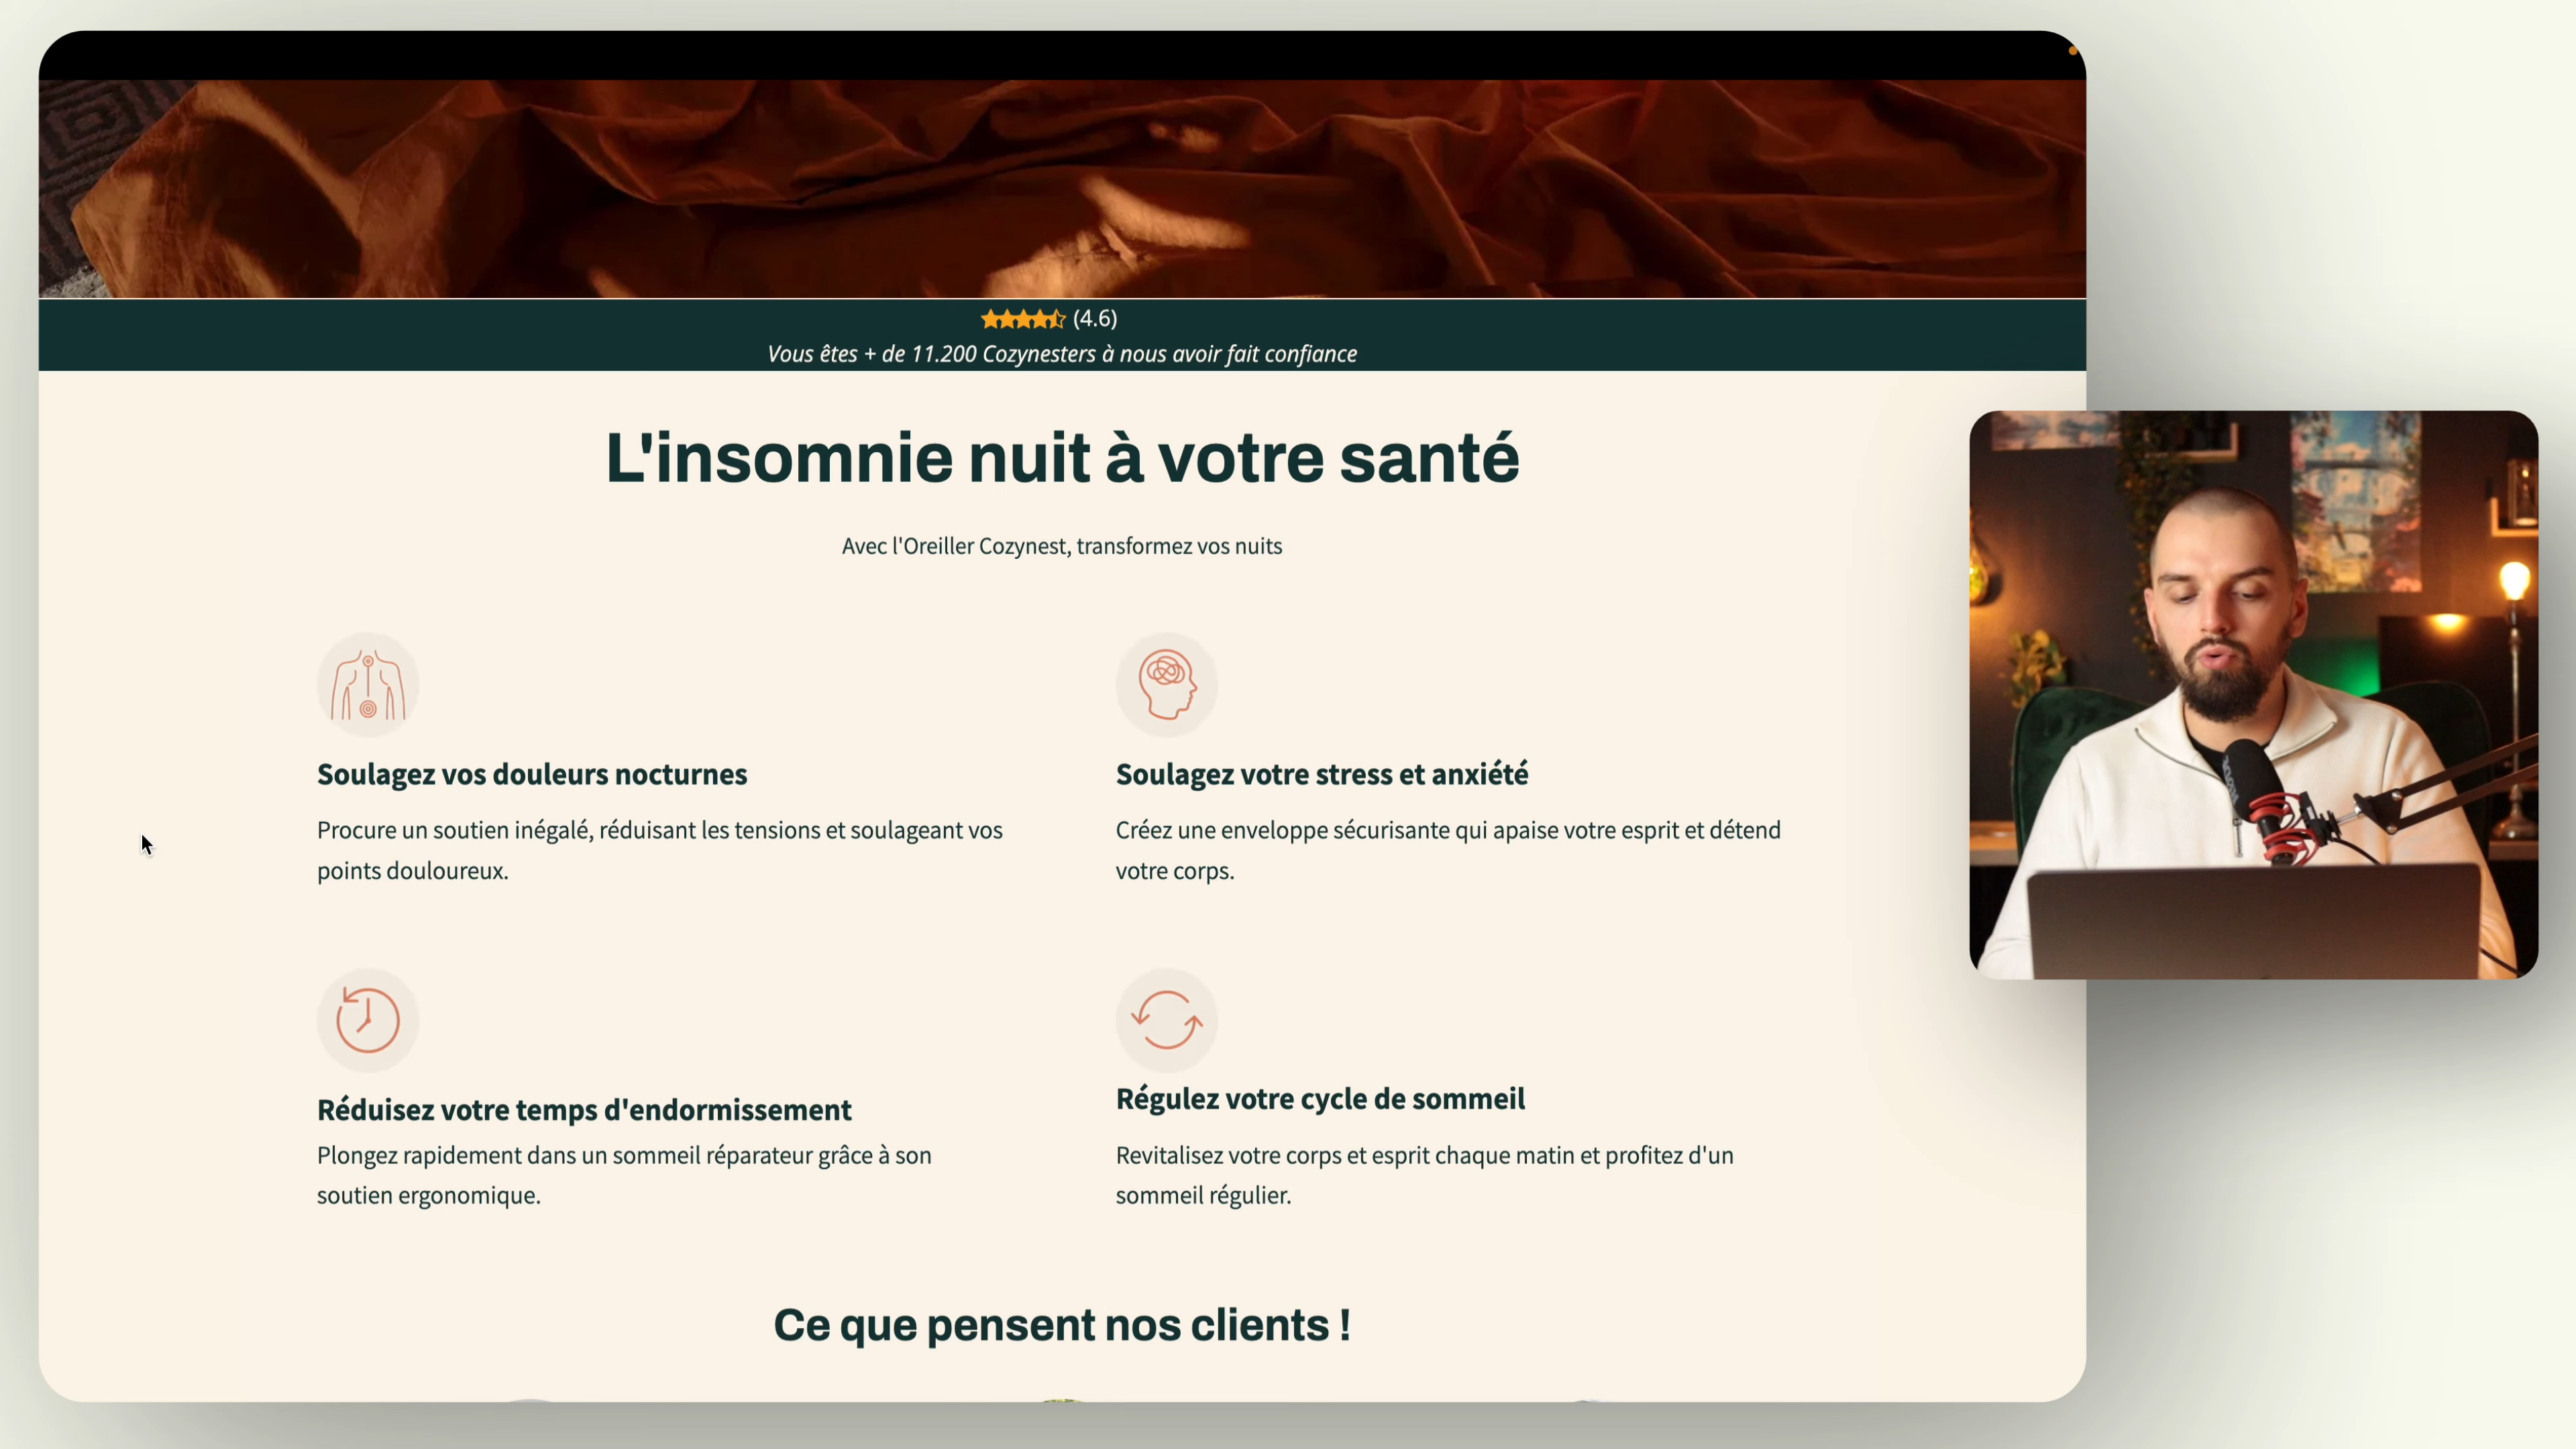 (4.6)
Vous êtes + de 11.200 Cozynesters à nous avoir fait confiance
L'insomnie nuit à votre santé
Avec l'Oreiller Cozynest, transformez vos nuits
Soulagez vos douleurs nocturnes
Procure un soutien inégalé, réduisant les tensions et soulageant vos
points douloureux.
Soulagez votre stress et anxiété
Créez une enveloppe sécurisante qui apaise votre esprit et détend
votre corps.
Réduisez votre temps d'endormissement
Plongez rapidement dans un sommeil réparateur grâce à son
soutien ergonomique.
Régulez votre cycle de sommeil
Revitalisez votre corps et esprit chaque matin et profitez d'un
sommeil régulier.
Ce que pensent nos clients !